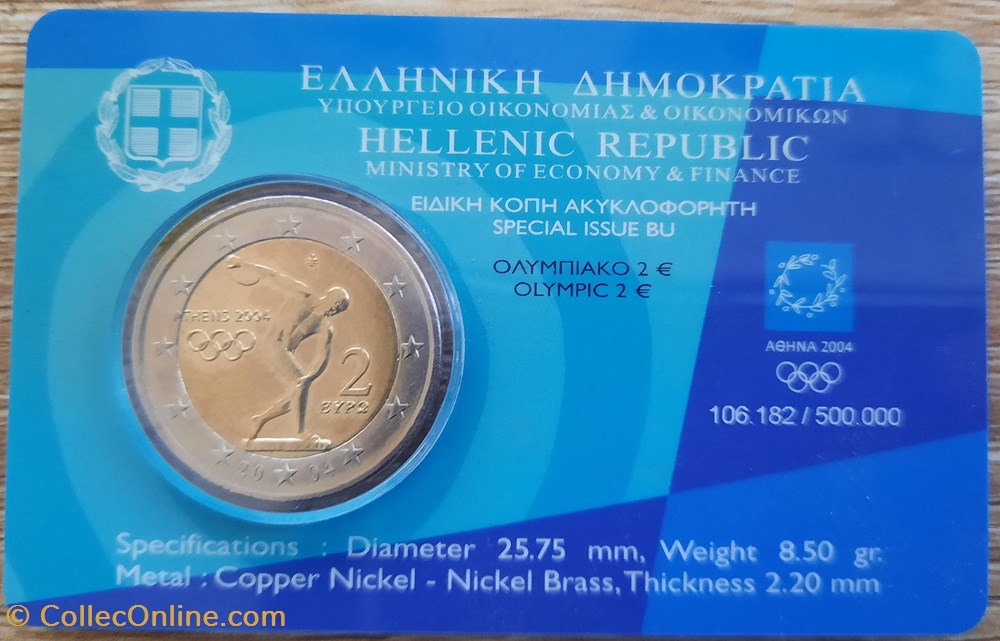 ΕΛΛΗΝΙΚΗ ΔΗΜΟΚΡΑΤΙΑ
ΥΠΟΥΡΓΕΙΟ ΟΙΚΟΝΟΜΙΑΣ & ΟΙΚΟΝΟΜΙΚΩΝ
HELLENIC REPUBLIC
MINISTRY OF ECONOMY & FINANCE
ΕΙΔΙΚΗ ΚΟΠΗ ΑΚΥΚΛΟΦΟΡΗΤΗ
SPECIAL ISSUE BU
ΟΛΥΜΠΙΑΚΟ 2 €
OLYMPIC 2 €
ATHENS 2004
2
ΕΥΡΩ
2004
ΑΘΗΝΑ 2004
106.182 / 500.000
Specifications : Diameter 25.75 mm, Weight 8.50 gr.
Metal : Copper Nickel - Nickel Brass, Thickness 2.20 mm
© CollecOnline.com